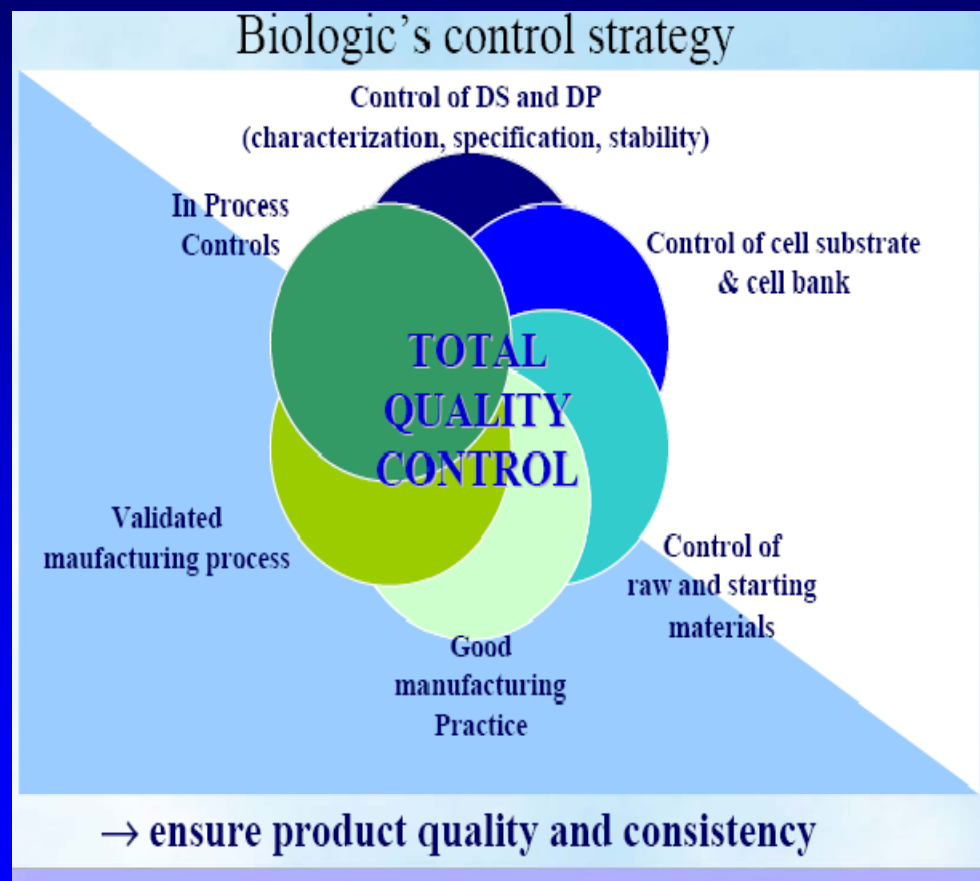 Biologic's control strategy
Control of DS and DP
(characterization, specification, stability)
In Process
Controls
Control of cell substrate
& cell bank
TOTAL
QUALITY
CONTROL
Validated
maufacturing process
Control of
raw and starting
materials
Good
manufacturing
Practice
→ ensure product quality and consistency